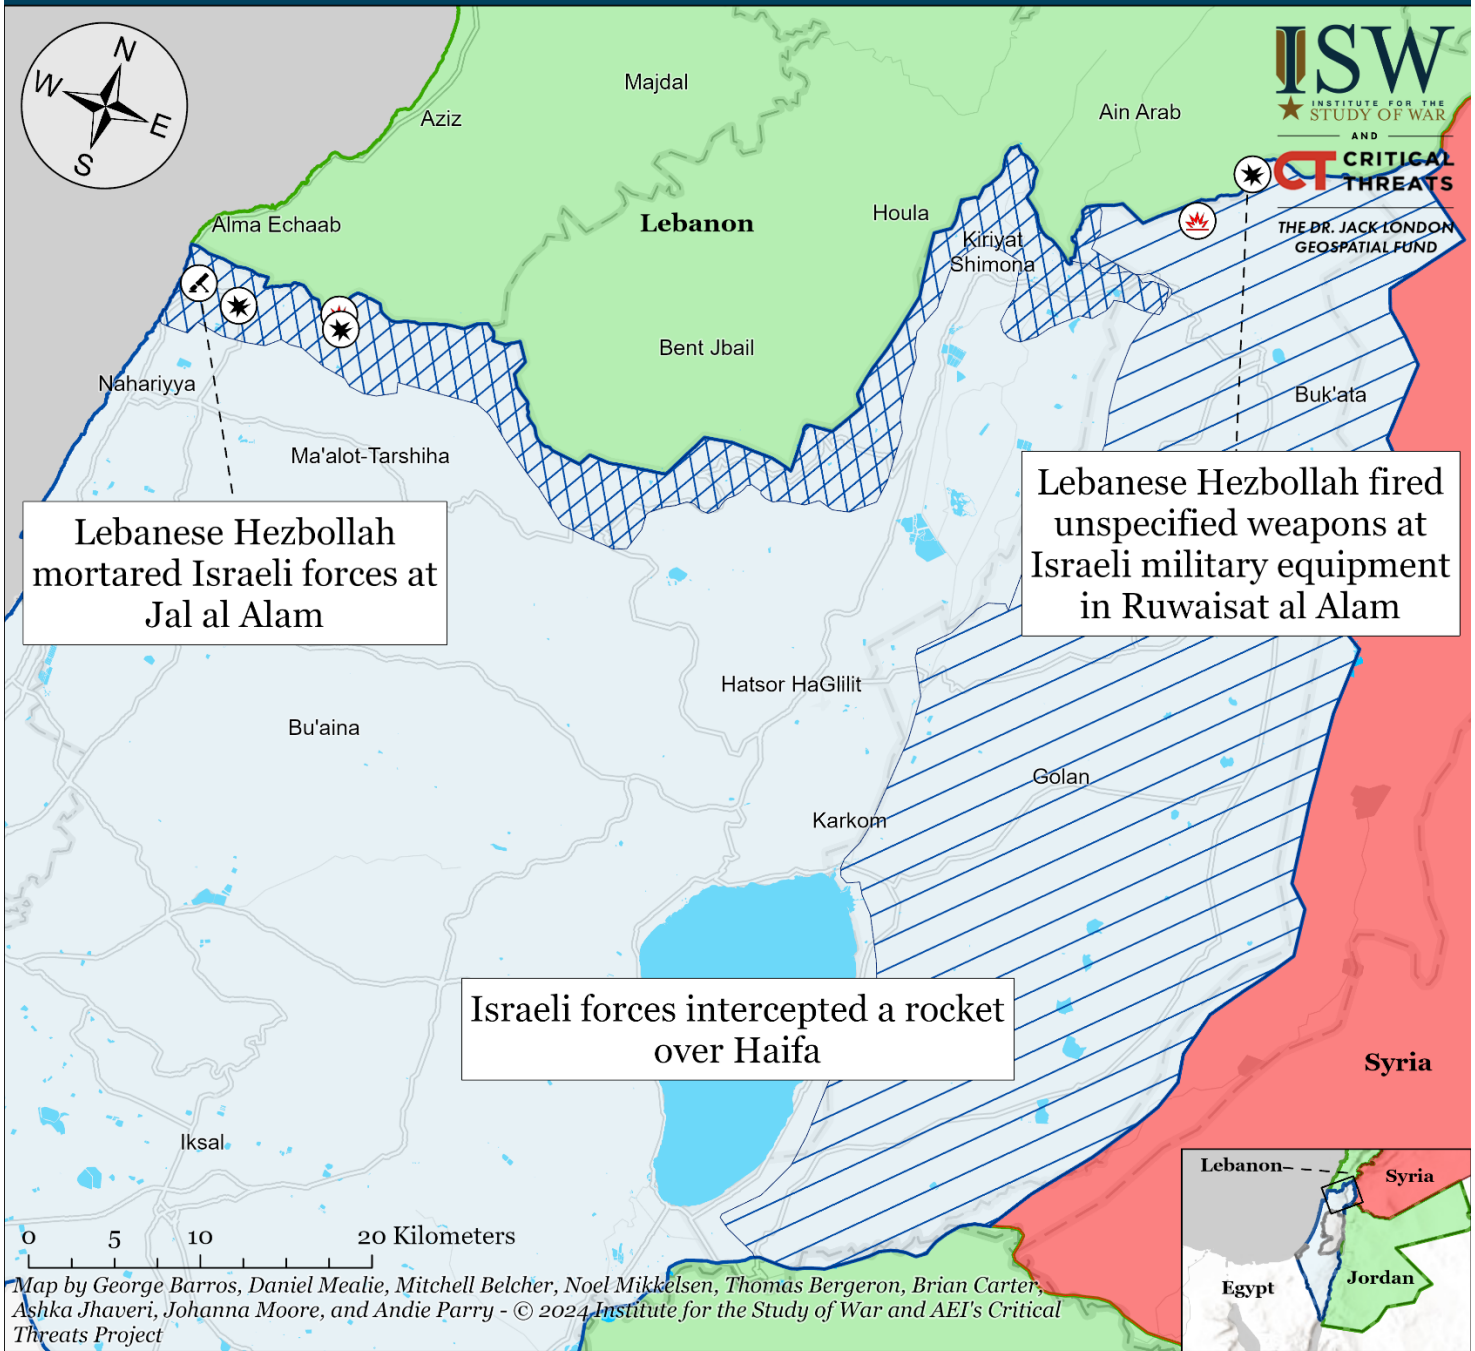 N
W
E
S
Majdal
Aziz
Ain Arab
ISW
INSTITUTE FOR THE
STUDY OF WAR
AND
CT CRITICAL
THREATS
THE DR. JACK LONDON
GEOSPATIAL FUND
Alma Echaab
Lebanon
Houla
Kiriyat
Shimona
Bent Jbail
Nahariyya
Buk'ata
Ma'alot-Tarshiha
Lebanese Hezbollah
mortared Israeli forces at
Jal al Alam
Lebanese Hezbollah fired
unspecified weapons at
Israeli military equipment
in Ruwaisat al Alam
Hatsor HaGlilit
Bu'aina
Golan
Karkom
Israeli forces intercepted a rocket
over Haifa
Syria
Iksal
0 5 10 20 Kilometers
Map by George Barros, Daniel Mealie, Mitchell Belcher, Noel Mikkelsen, Thomas Bergeron, Brian Carter,
Ashka Jhaveri, Johanna Moore, and Andie Parry - © 2024 Institute for the Study of War and AEI's Critical
Threats Project
Lebanon
Syria
Egypt
Jordan